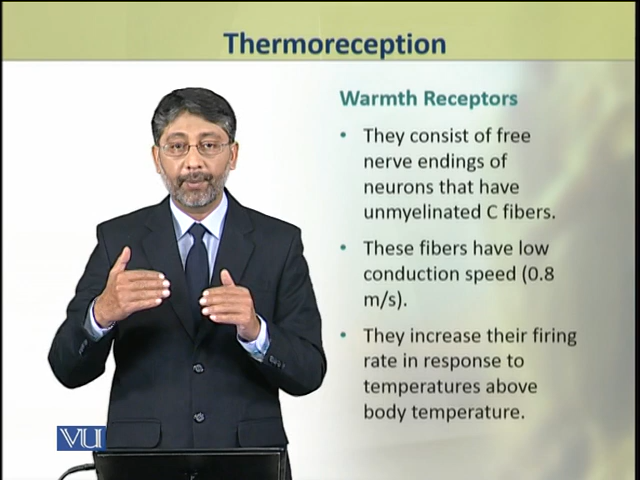 Thermoreception
Warmth Receptors
• They consist of free
nerve endings of
neurons that have
unmyelinated C fibers.
• These fibers have low
conduction speed (0.8
m/s).
• They increase their firing
rate in response to
temperatures above
body temperature.
VU